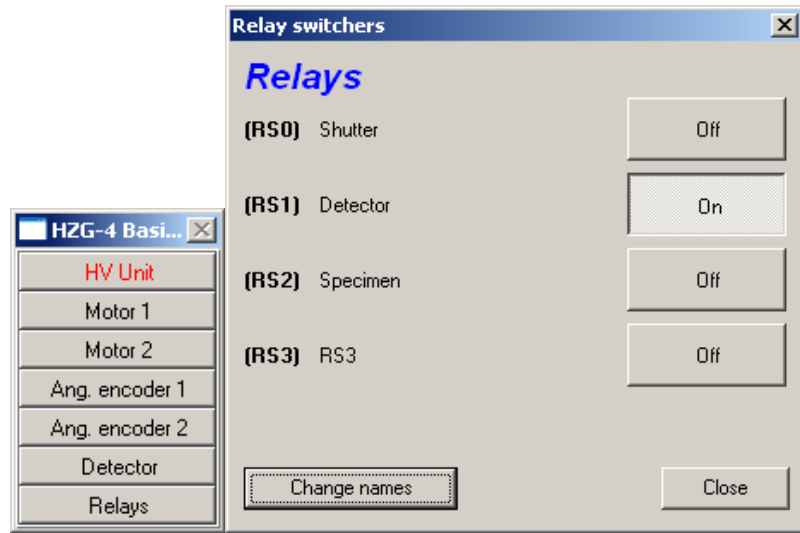 Relay switchers
Relays
(RS0) Shutter Off
(RS1) Detector On
(RS2) Specimen Off
(RS3) RS3 Off
Change names Close
HZG-4 Basi...
HV Unit
Motor 1
Motor 2
Ang. encoder 1
Ang. encoder 2
Detector
Relays